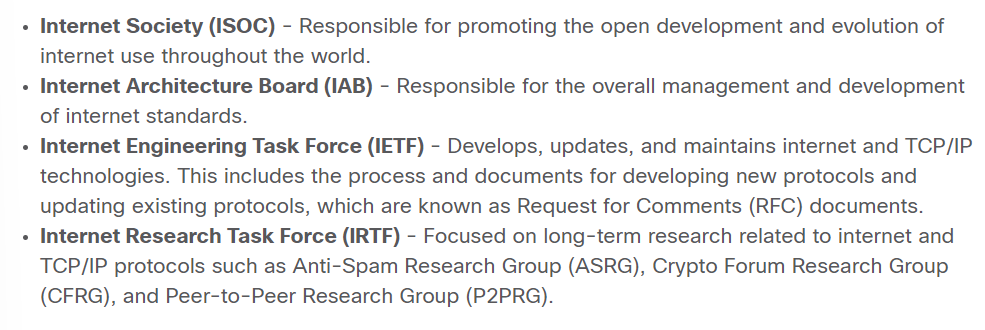 • Internet Society (ISOC) - Responsible for promoting the open development and evolution of
internet use throughout the world.
• Internet Architecture Board (IAB) - Responsible for the overall management and development
of internet standards.
• Internet Engineering Task Force (IETF) - Develops, updates, and maintains internet and TCP/IP
technologies. This includes the process and documents for developing new protocols and
updating existing protocols, which are known as Request for Comments (RFC) documents.
• Internet Research Task Force (IRTF) - Focused on long-term research related to internet and
TCP/IP protocols such as Anti-Spam Research Group (ASRG), Crypto Forum Research Group
(CFRG), and Peer-to-Peer Research Group (P2PRG).